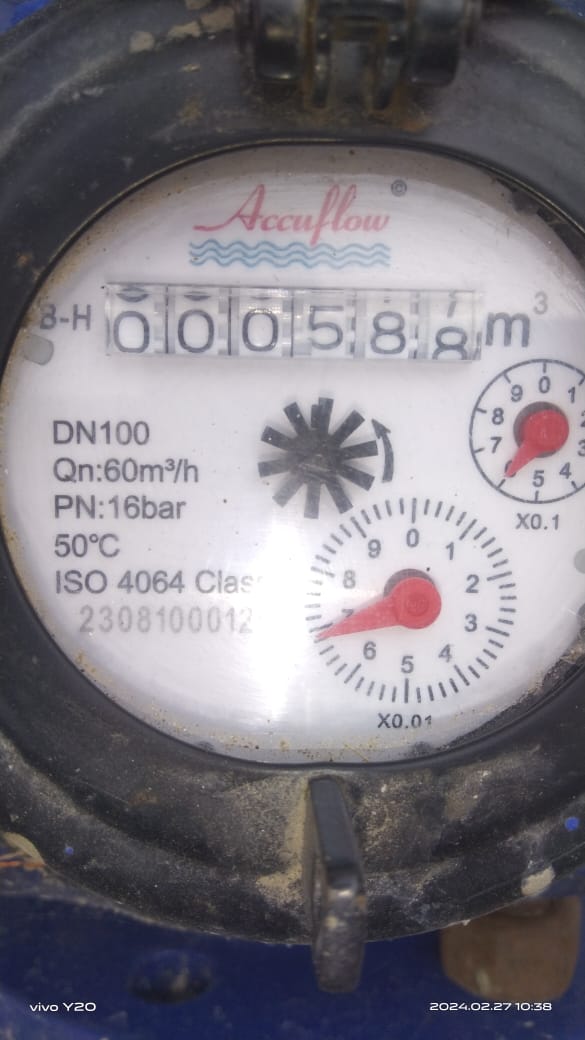 Accuflow ©
B-H 000588 m³
DN100
Qn:60m³/h
PN:16bar
50℃
ISO 4064
2308100012
9 0 1
8
7
5 4
X0.1
9 0 1
8 2
7 3
6 5 4
X0.01
vivo Y20
2024.02.27 10:38